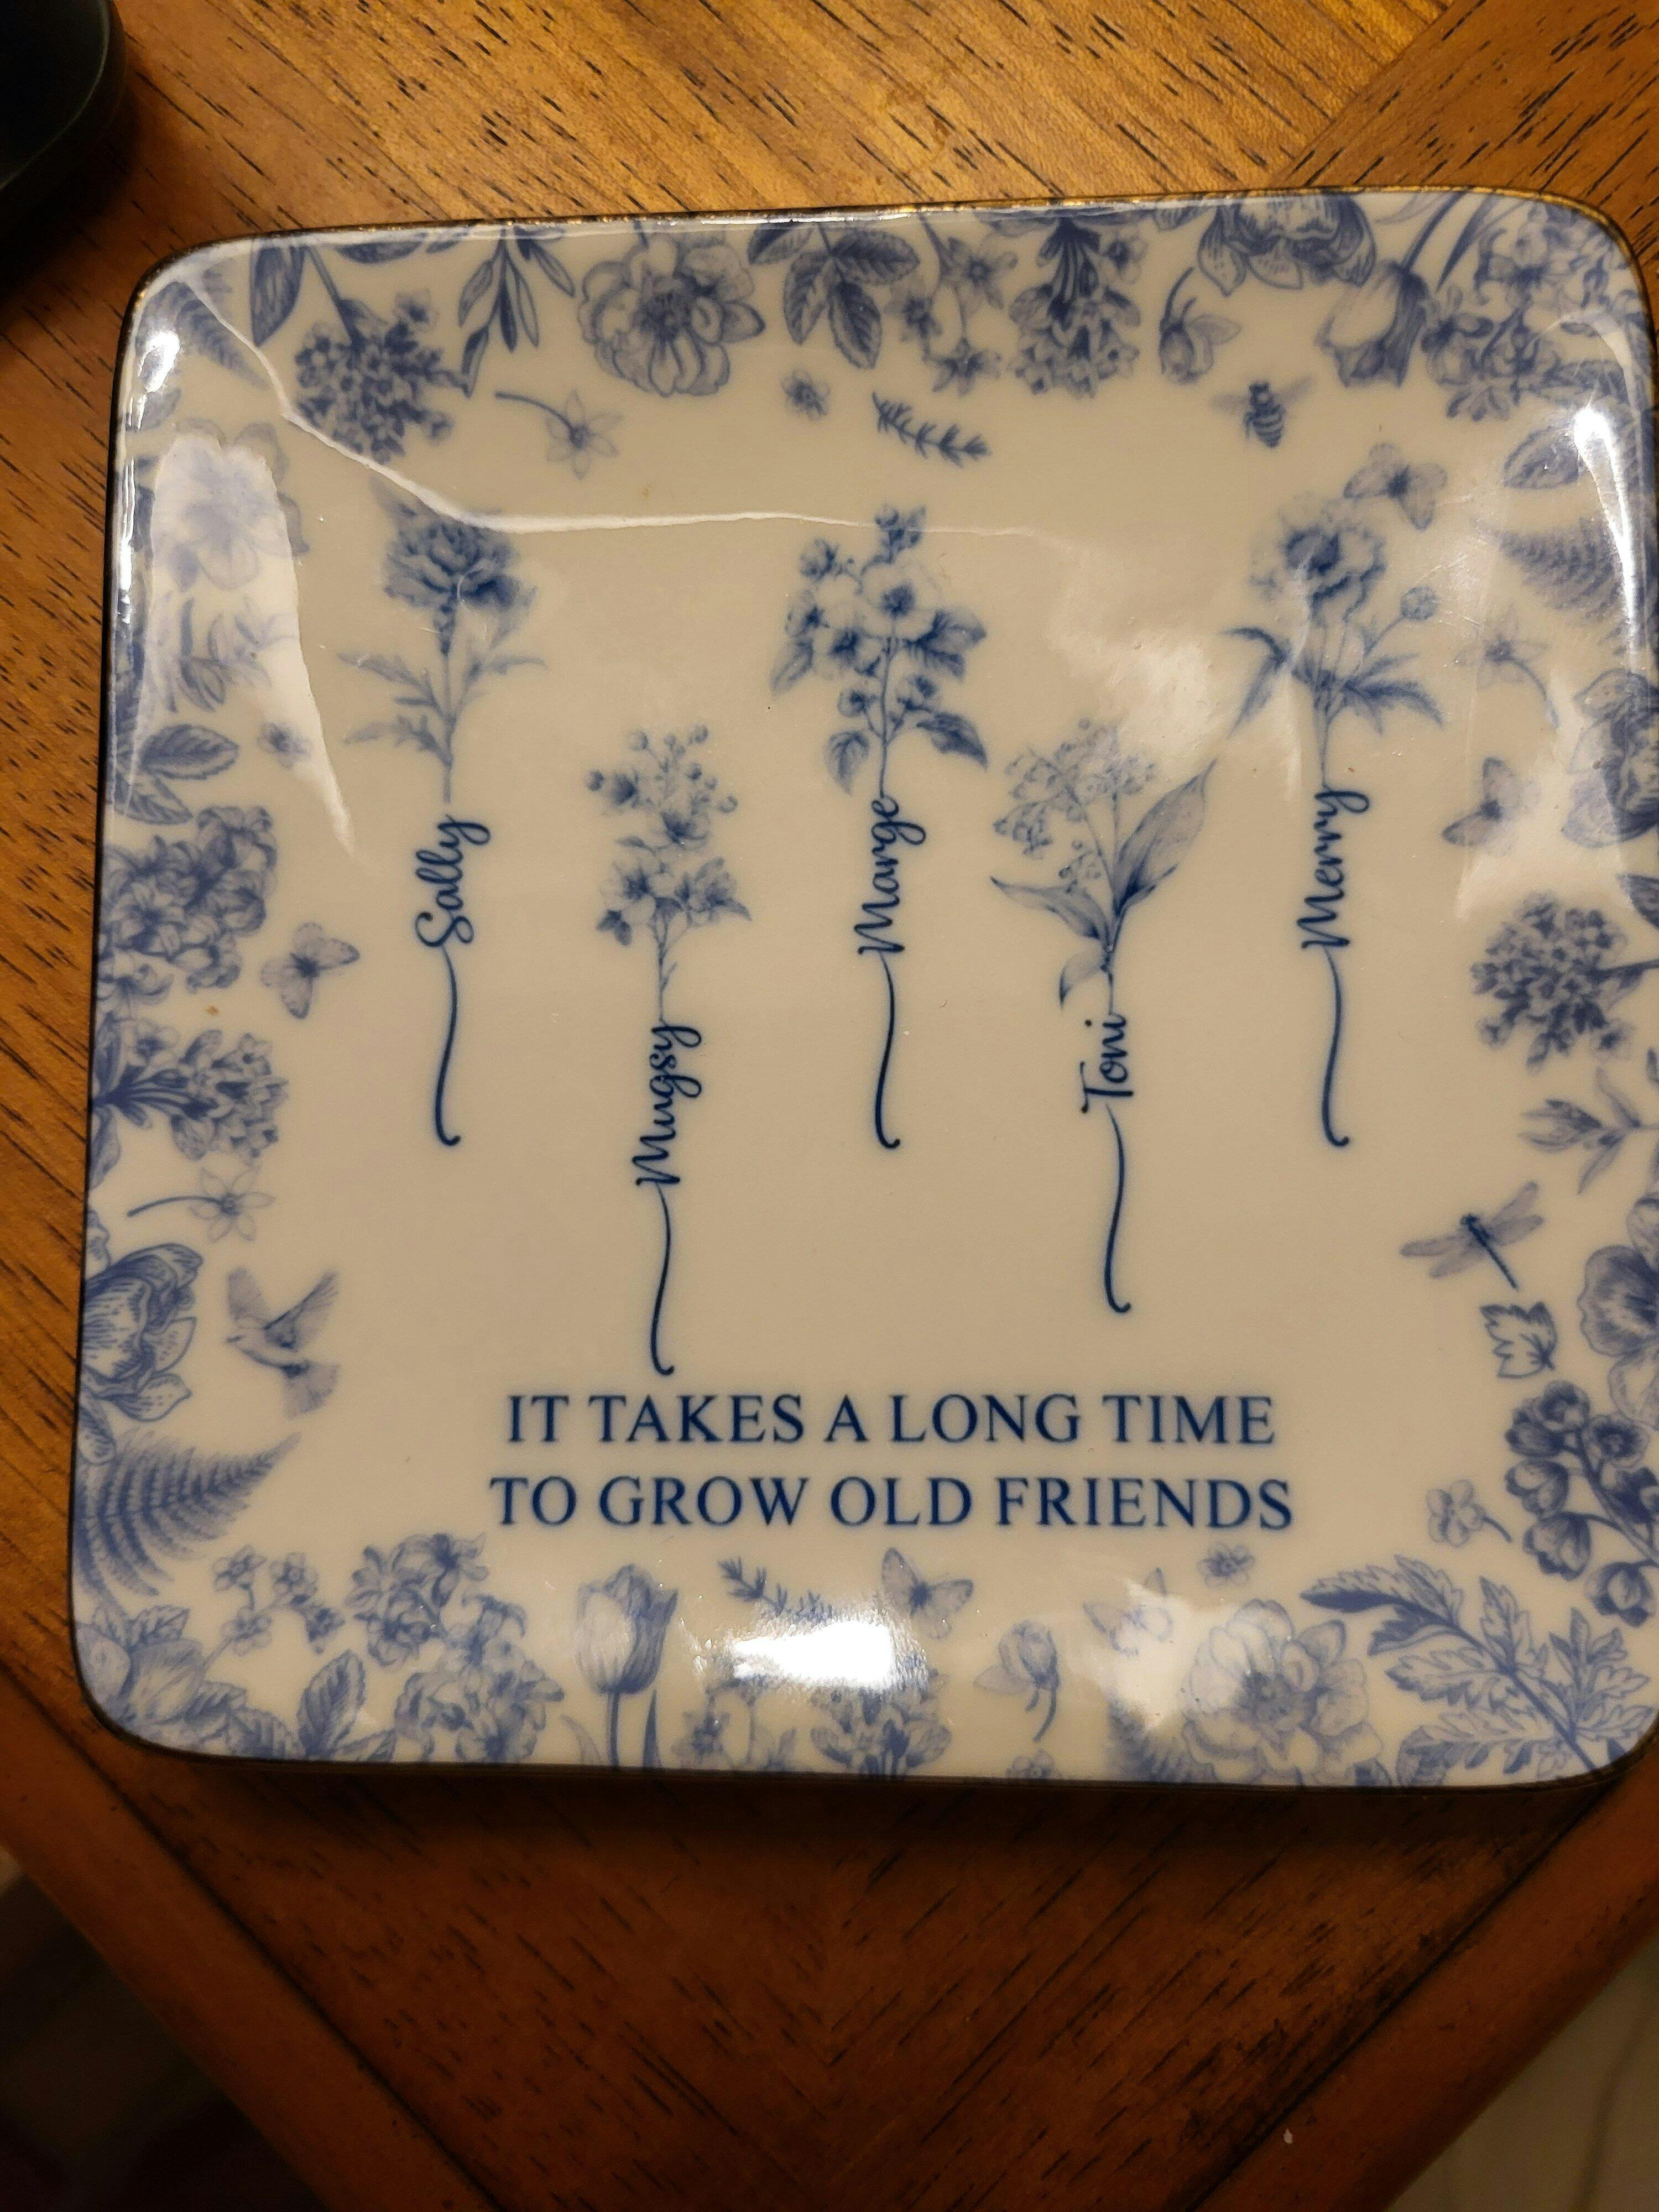 Sally
Mugsy
Marge
Toni
Merry
IT TAKES A LONG TIME
TO GROW OLD FRIENDS